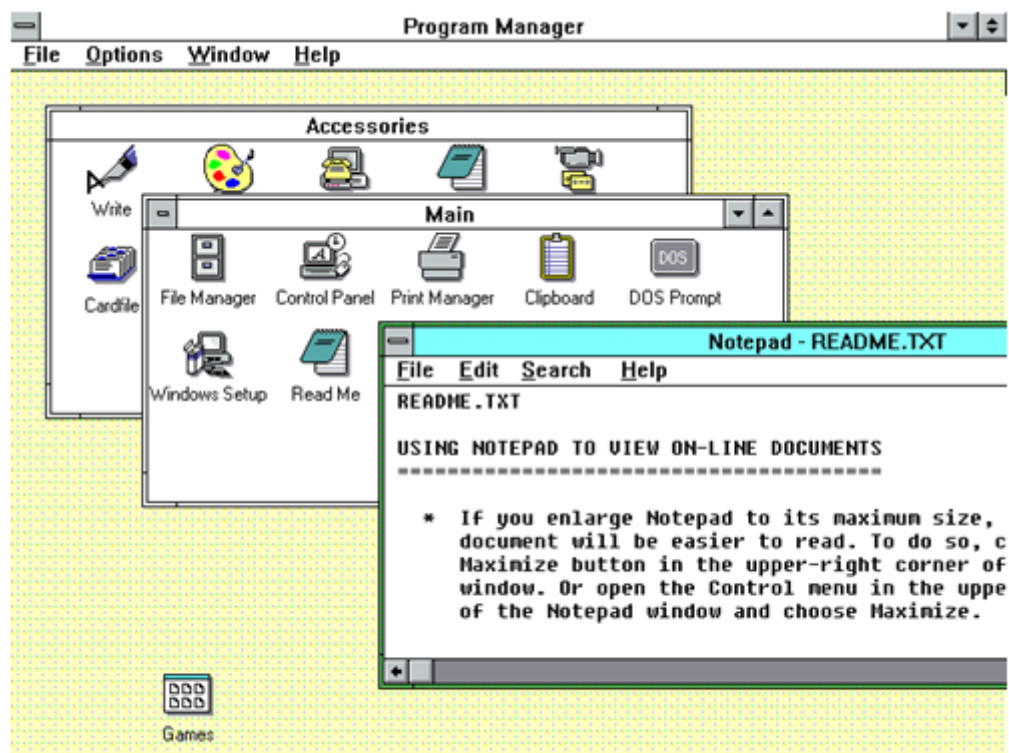 Program Manager
File Options Window Help
Accessories
Write
Cardfile
Main
File Manager Control Panel Print Manager Clipboard DOS Prompt
DOS
Windows Setup Read Me
Notepad - README.TXT
File Edit Search Help
README.TXT
USING NOTEPAD TO VIEW ON-LINE DOCUMENTS
=======================================
* If you enlarge Notepad to its maximum size,
document will be easier to read. To do so, c
Maximize button in the upper-right corner of
window. Or open the Control menu in the uppe
of the Notepad window and choose Maximize.
Games